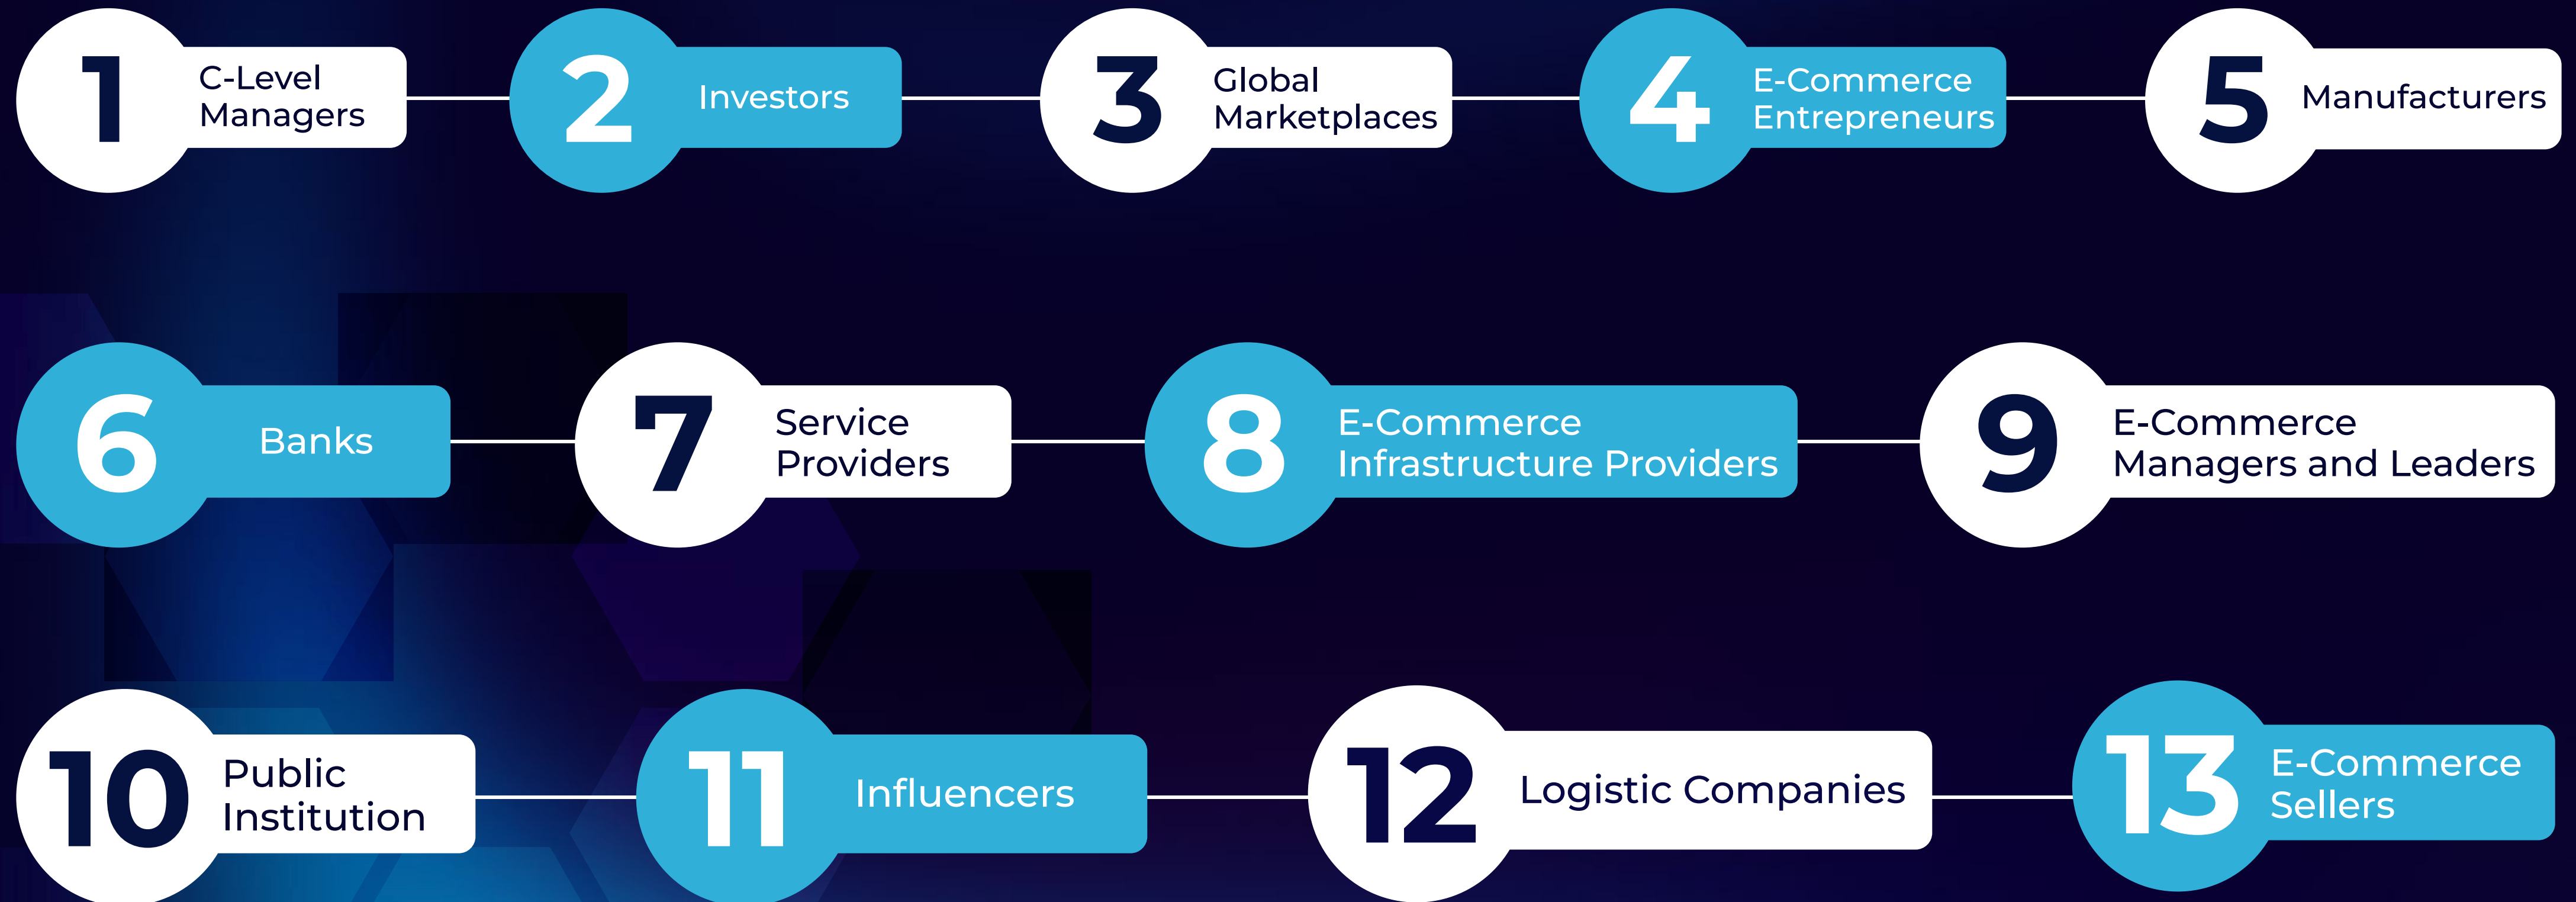 1
C-Level
Managers
2
Investors
3
Global
Marketplaces
4
E-Commerce
Entrepreneurs
5
Manufacturers
6
Banks
7
Service
Providers
8
E-Commerce
Infrastructure Providers
9
E-Commerce
Managers and Leaders
10
Public
Institution
11
Influencers
12
Logistic Companies
13
E-Commerce
Sellers